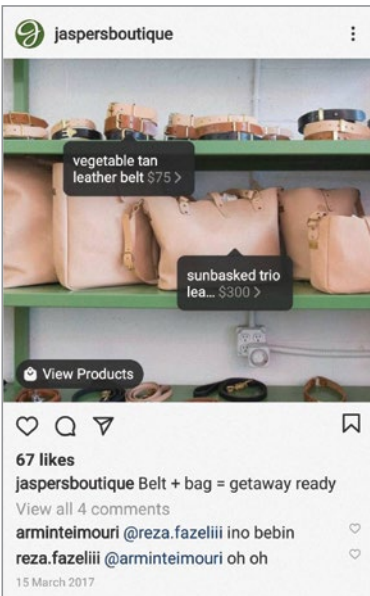 jaspersboutique
vegetable tan
leather belt $75 >
sunbasked trio
lea... $300 >
View Products
67 likes
jaspersboutique Belt + bag = getaway ready
View all 4 comments
arminteimouri @reza.fazeliii ino bebin
reza.fazeliii @arminteimouri oh oh
15 March 2017